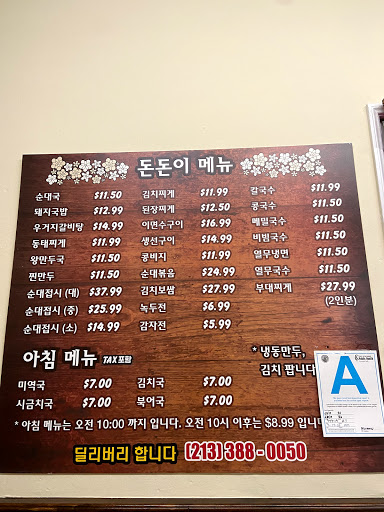 돈돈이 메뉴
순대국 $11.50
돼지국밥 $12.99
우거지갈비탕 $14.99
동태찌게 $11.99
왕만두국 $11.50
찐만두 $11.50
순대접시 (대) $37.99
순대접시 (중) $25.99
순대접시 (소) $14.99
김치찌게 $11.99
된장찌게 $12.50
이면수구이 $16.99
생선구이 $14.99
콩비지 $11.99
순대볶음 $24.99
김치보쌈 $27.99
녹두전 $6.99
감자전 $5.99
칼국수 $11.99
콩국수 $11.50
메밀국수 $11.50
비빔국수 $11.50
열무냉면 $11.50
열무국수 $11.50
부대찌게 $27.99
(2인분)
아침 메뉴 TAX포함
미역국 $7.00
시금치국 $7.00
김치국 $7.00
북어국 $7.00
* 냉동만두,
김치 팝니다
* 아침 메뉴는 오전 10:00 까지 입니다. 오전 10시 이후는 $8.99 입니다
딜리버리 합니다 (213) 388-0050
A